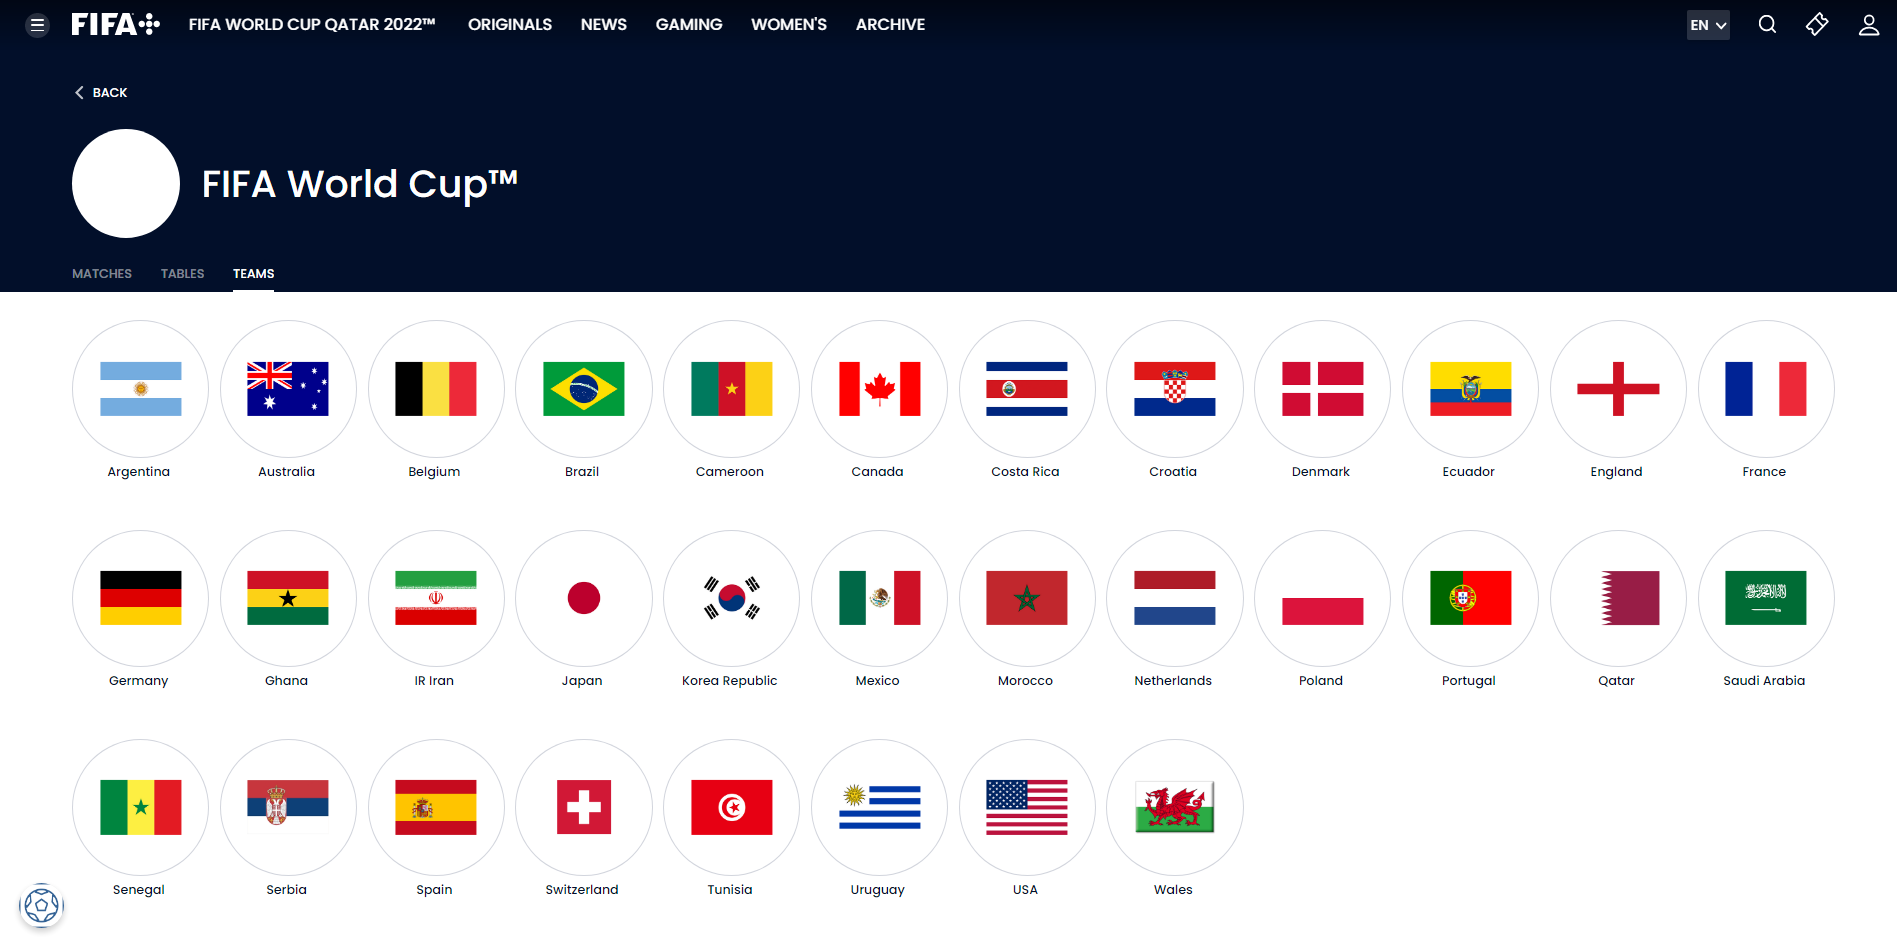 FIFA+ FIFA WORLD CUP QATAR 2022™ ORIGINALS NEWS GAMING WOMEN'S ARCHIVE EN
BACK
FIFA World Cup™
MATCHES TABLES TEAMS
Argentina Australia Belgium Brazil Cameroon Canada Costa Rica Croatia Denmark Ecuador England France
Germany Ghana IR Iran Japan Korea Republic Mexico Morocco Netherlands Poland Portugal Qatar Saudi Arabia
Senegal Serbia Spain Switzerland Tunisia Uruguay USA Wales